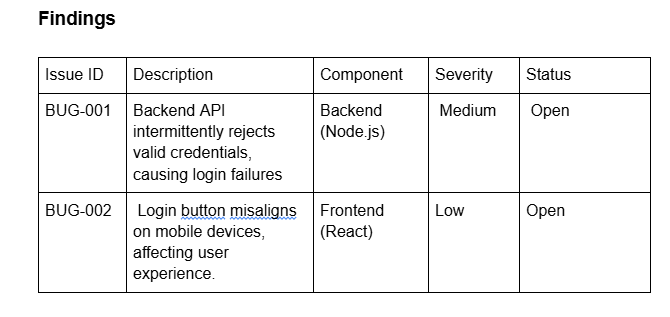 Findings
Issue ID Description Component Severity Status
BUG-001 Backend API Backend Medium Open
intermittently rejects (Node.js)
valid credentials,
causing login failures
BUG-002 Login button misaligns Frontend Low Open
on mobile devices, (React)
affecting user
experience.